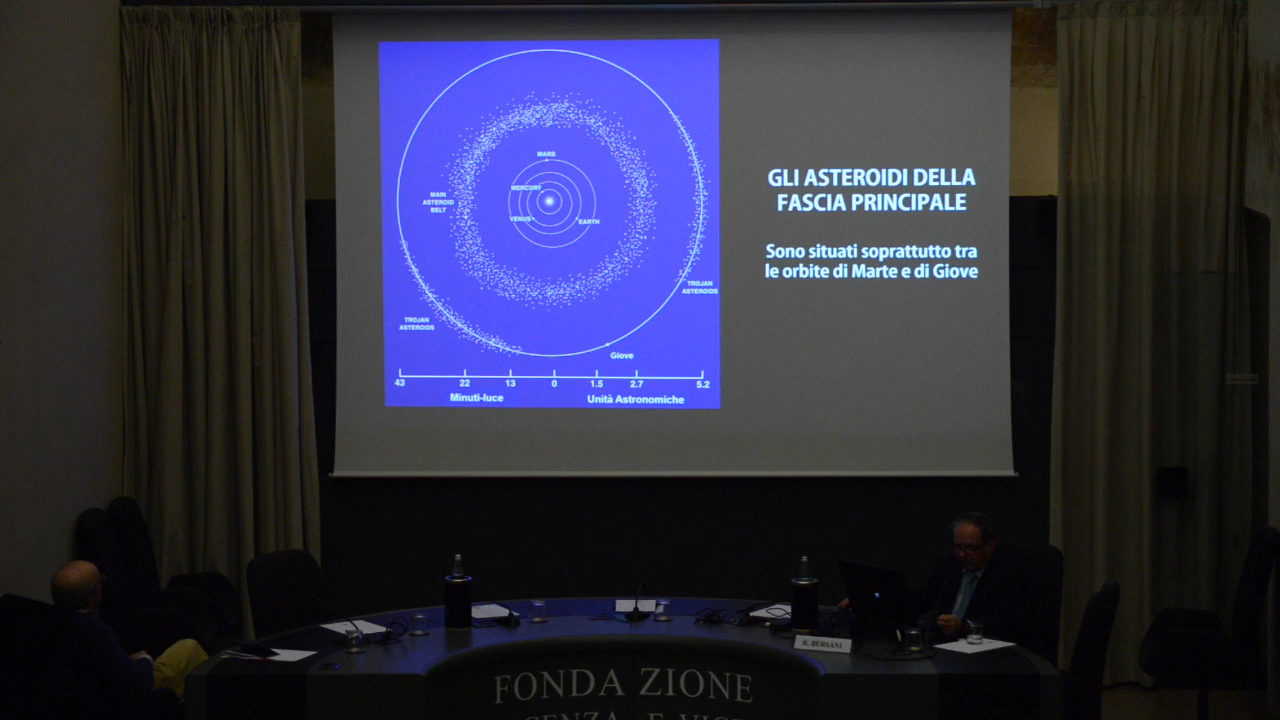 MARS
MERCURY
MAIN
ASTEROID
BELT
VENUS
EARTH
TROJAN
ASTEROIDS
TROJAN
ASTEROIDS
Giove
43 22 13 0 1.5 2.7 5.2
Minuti-luce Unità Astronomiche
GLI ASTEROIDI DELLA
FASCIA PRINCIPALE
Sono situati soprattutto tra
le orbite di Marte e di Giove
R. BERSANI
FONDAZIONE